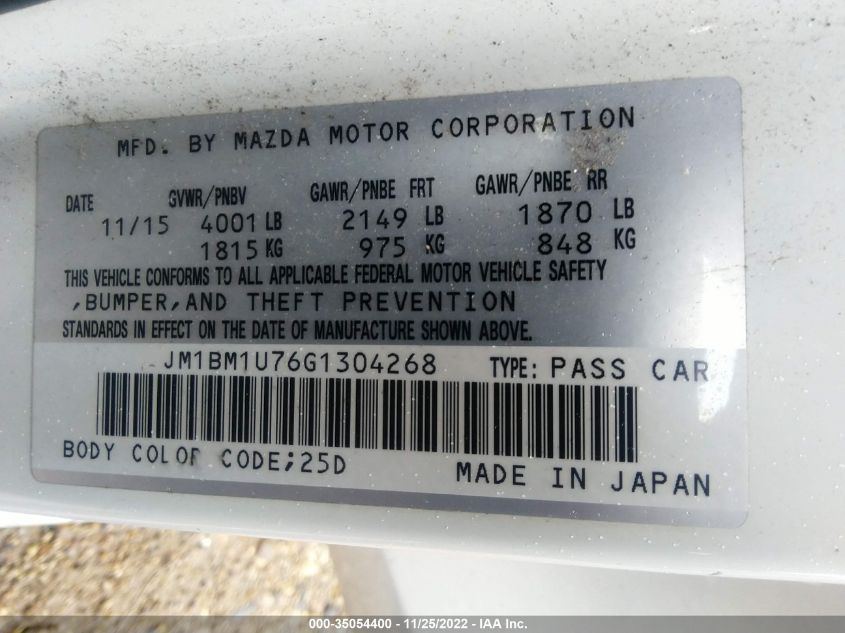 MFD. BY MAZDA MOTOR CORPORATION
DATE GVWR/PNBV GAWR/PNBE FRT GAWR/PNBE RR
11/15 4001 LB 2149 LB 1870 LB
1815 KG 975 KG 848 KG
THIS VEHICLE CONFORMS TO ALL APPLICABLE FEDERAL MOTOR VEHICLE SAFETY
,BUMPER,AND THEFT PREVENTION
STANDARDS IN EFFECT ON THE DATE OF MANUFACTURE SHOWN ABOVE.
JM1BM1U76G1304268 TYPE: PASS CAR
BODY COLOR CODE;25D
MADE IN JAPAN
000-35054400 - 11/25/2022 - IAA Inc.